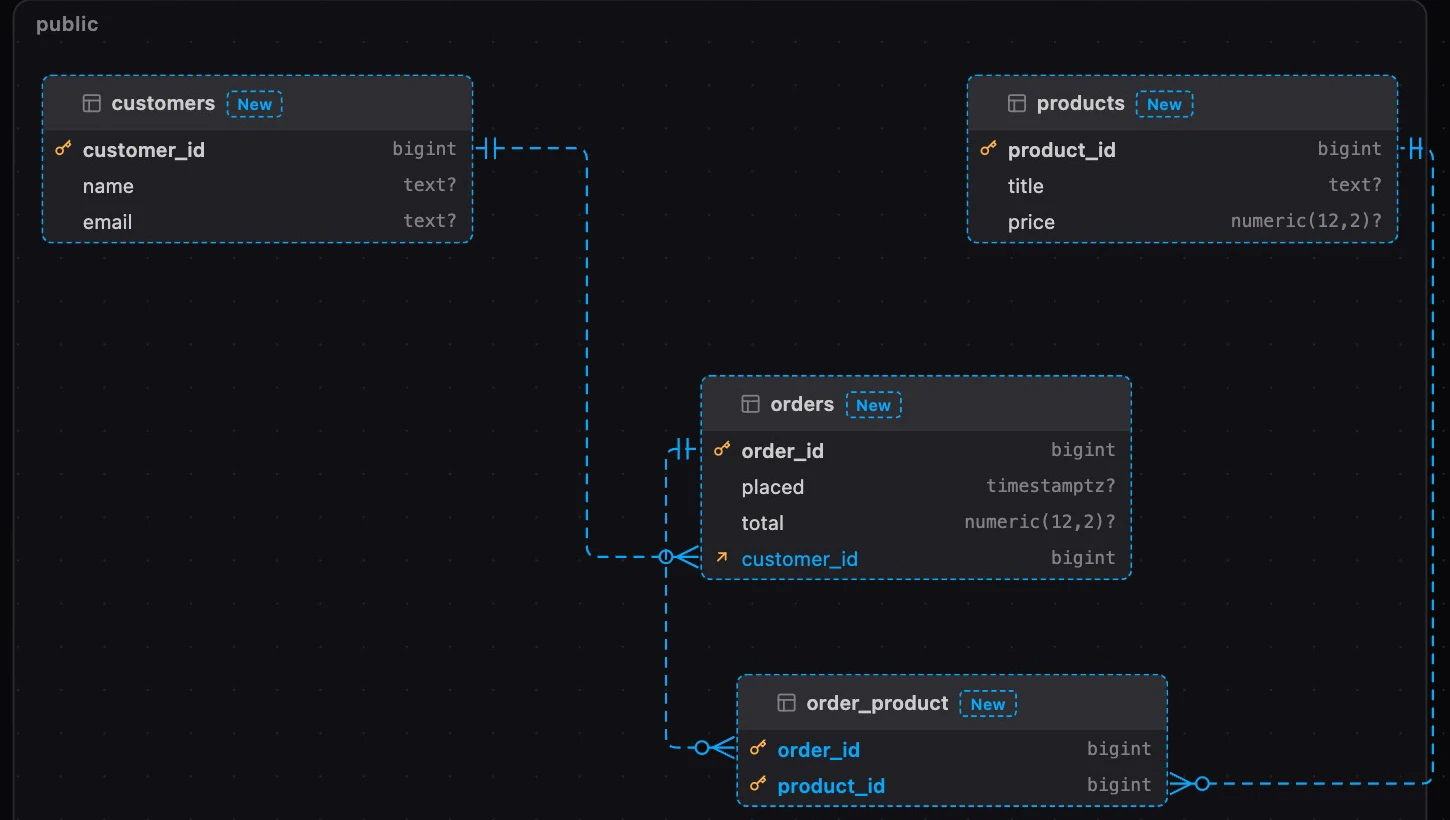 public
customers New
customer_id bigint
name text?
email text?
products New
product_id bigint
title text?
price numeric(12,2)?
orders New
order_id bigint
placed timestamptz?
total numeric(12,2)?
customer_id bigint
order_product New
order_id bigint
product_id bigint